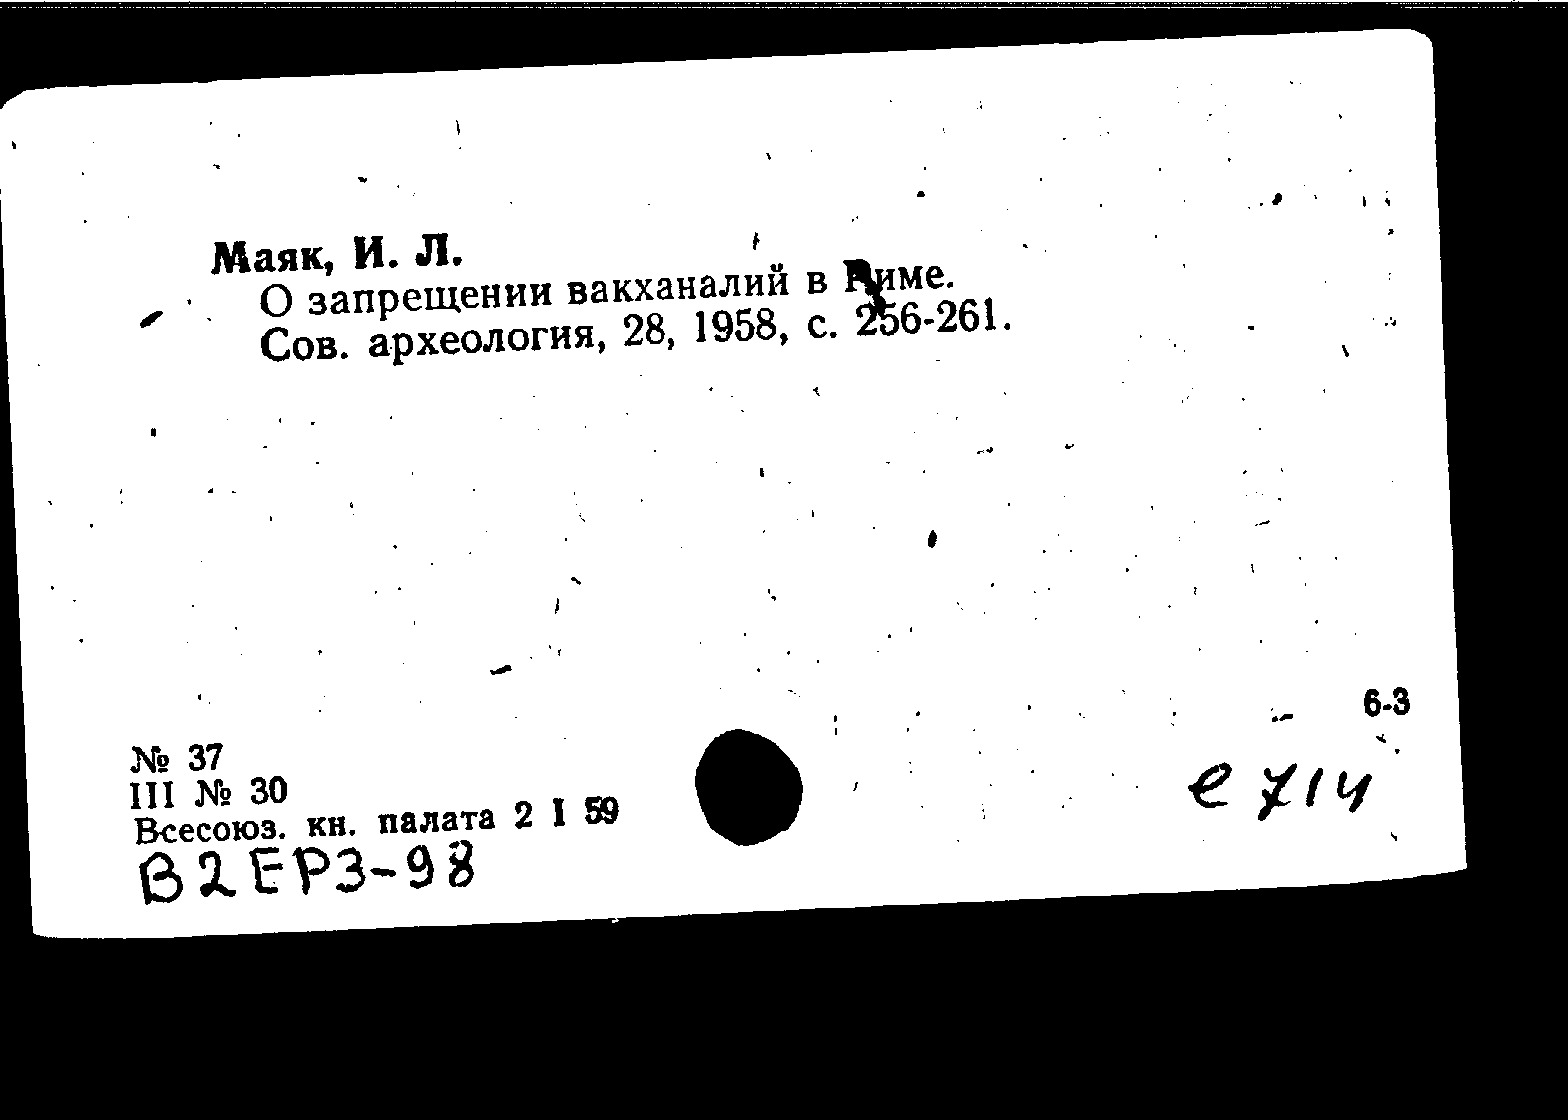 Маяк, И. Л.
О запрещении вакханалий в Риме.
Сов. археология, 28, 1958, с. 256-261.
6-3
№ 37
III № 30
Всесоюз. кн. палата 2 I 59
е 714
В2ЕРЗ-98